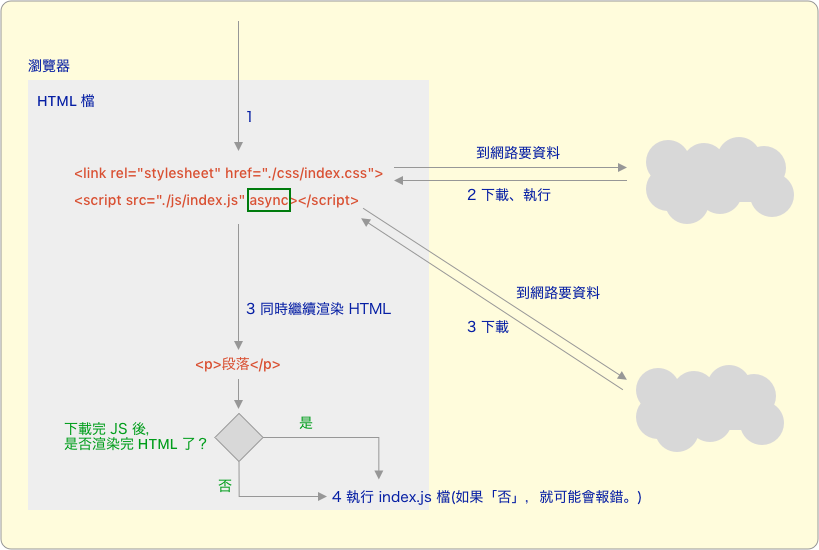 瀏覽器
HTML 檔
1
<link rel="stylesheet" href="./css/index.css">
到網路要資料
2 下載、執行
<script src="./js/index.js" async></script>
到網路要資料
3 同時繼續渲染 HTML
3 下載
<p>段落</p>
下載完 JS 後,
是否渲染完 HTML 了？
是
否
4 執行 index.js 檔(如果「否」, 就可能會報錯。)